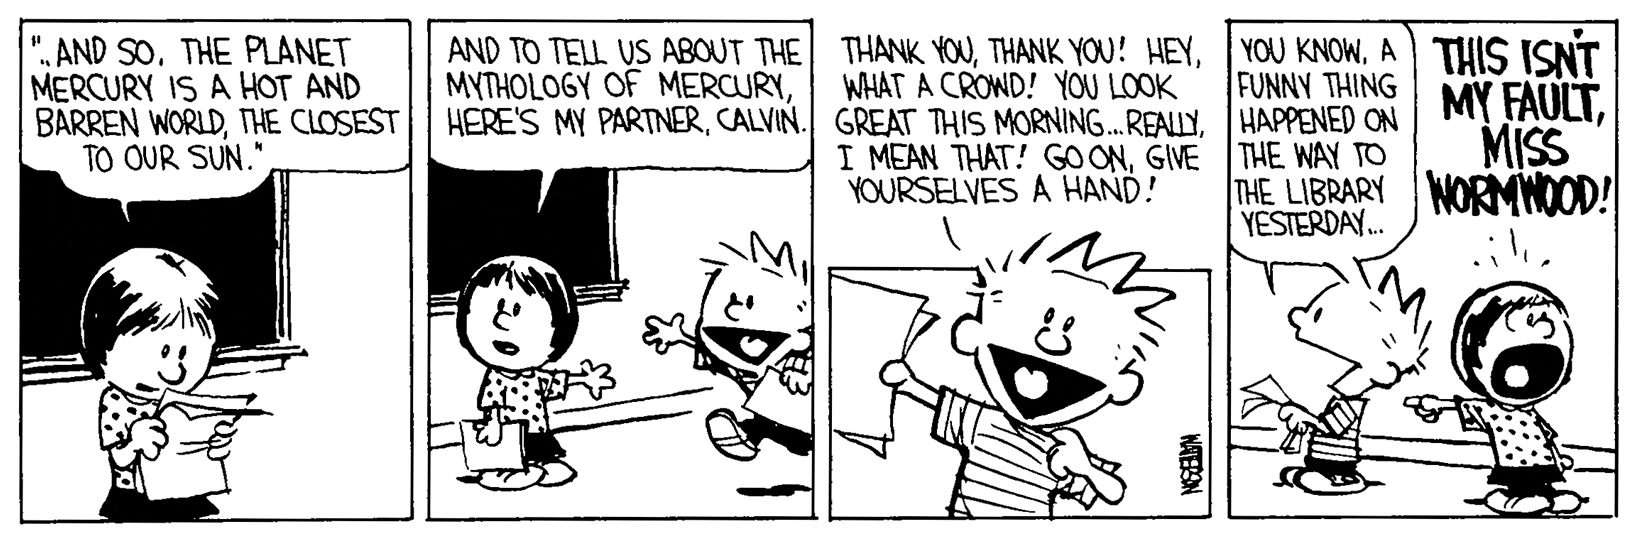 "..AND SO, THE PLANET
MERCURY IS A HOT AND
BARREN WORLD, THE CLOSEST
TO OUR SUN."
AND TO TELL US ABOUT THE
MYTHOLOGY OF MERCURY,
HERE'S MY PARTNER, CALVIN.
THANK YOU, THANK YOU! HEY,
WHAT A CROWD! YOU LOOK
GREAT THIS MORNING...REALLY,
I MEAN THAT! GO ON, GIVE
YOURSELVES A HAND!
WATTERSON
YOU KNOW, A
FUNNY THING
HAPPENED ON
THE WAY TO
THE LIBRARY
YESTERDAY...
THIS ISN'T
MY FAULT,
MISS
WORMWOOD!